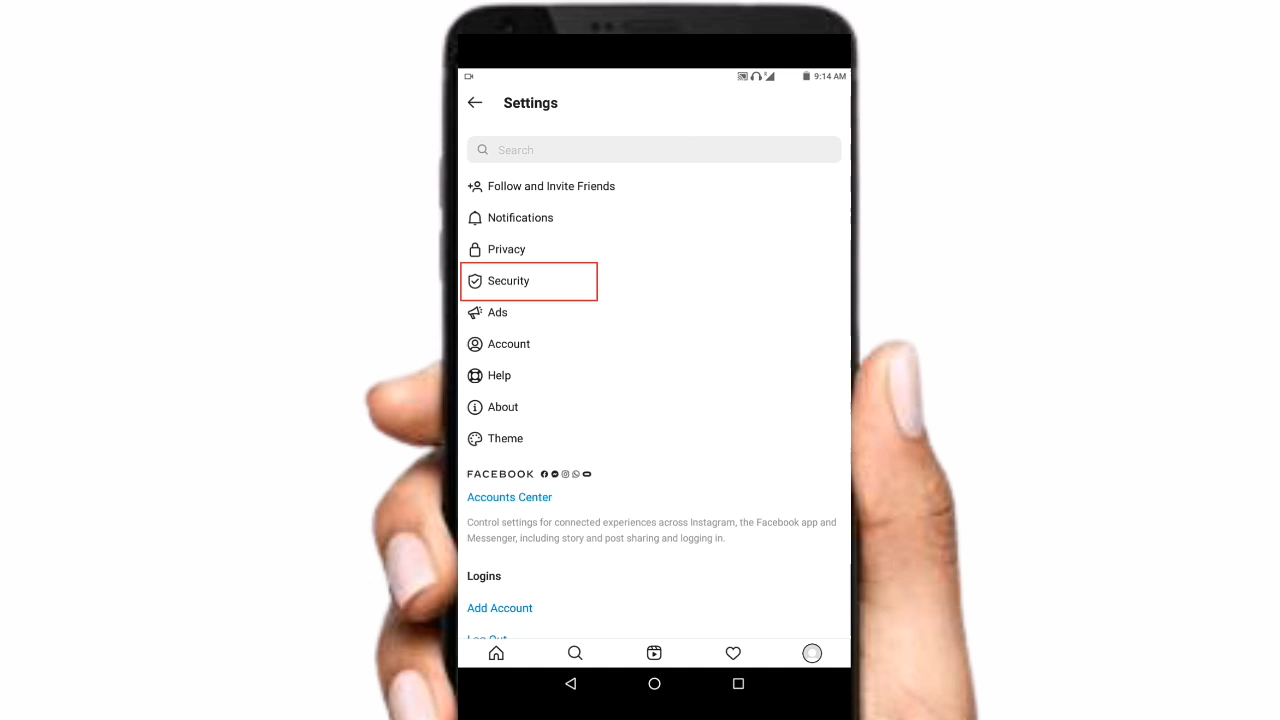 9:14 AM
Settings
Search
Follow and Invite Friends
Notifications
Privacy
Security
Ads
Account
Help
About
Theme
FACEBOOK
Accounts Center
Control settings for connected experiences across Instagram, the Facebook app and
Messenger, including story and post sharing and logging in.
Logins
Add Account
Log Out